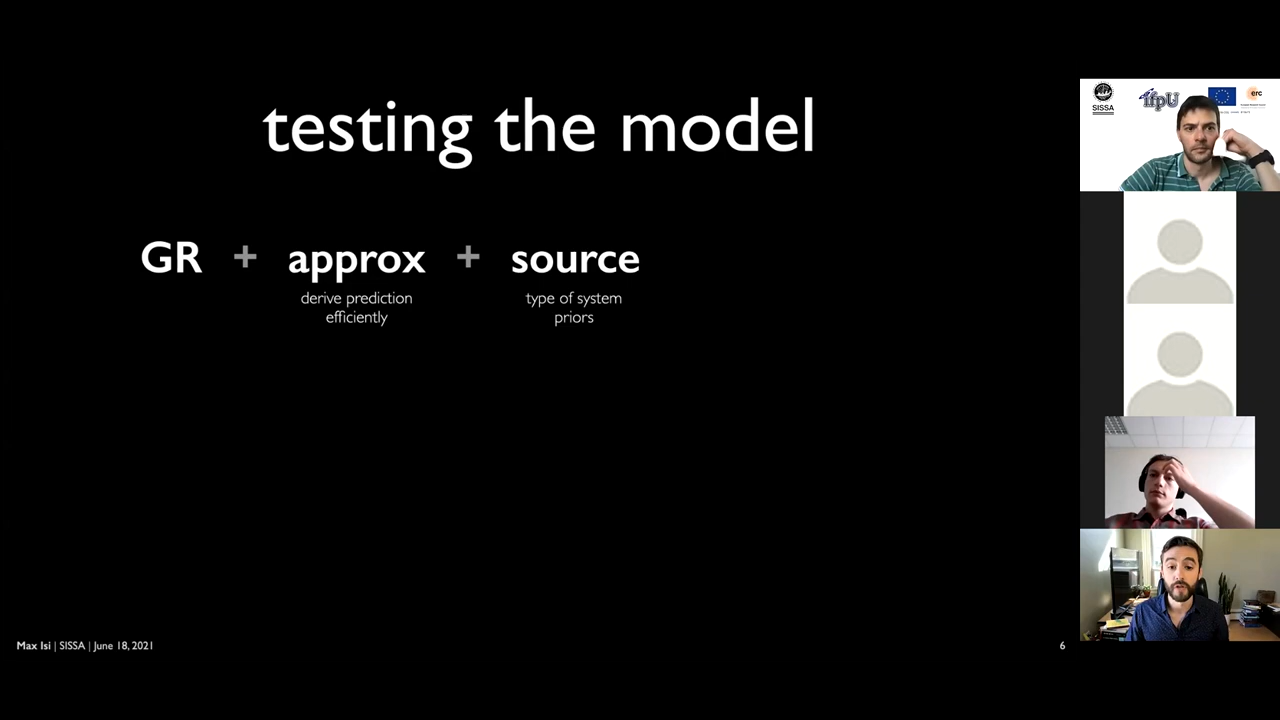 testing the model
GR + approx + source
derive prediction
efficiently
type of system
priors
Max Isi | SISSA | June 18, 2021
6
SISSA
ifpU
erc